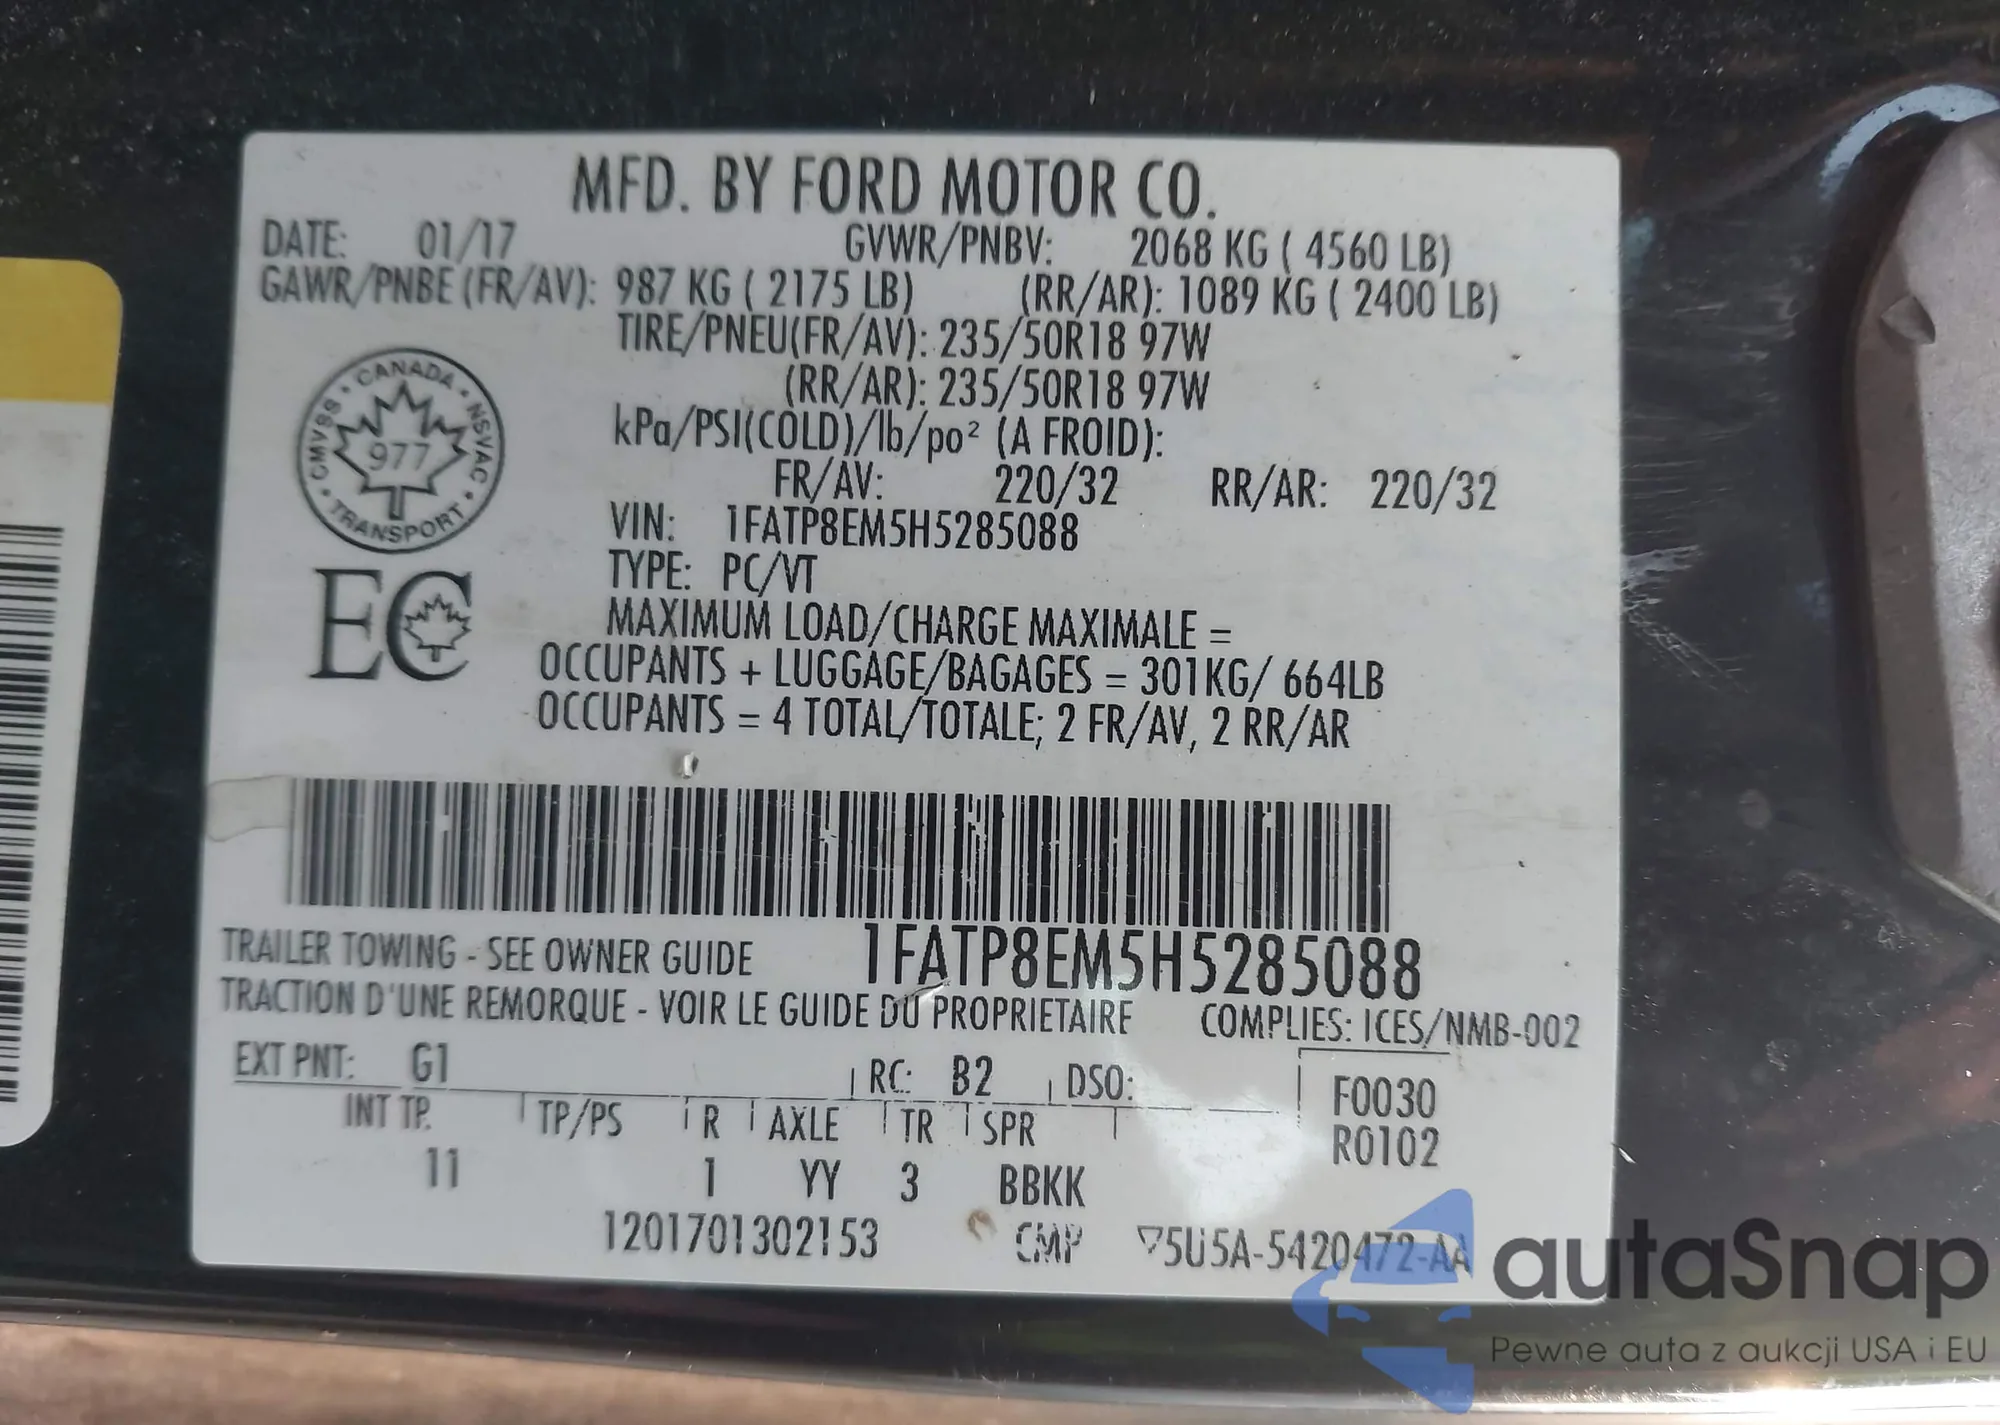 MFD. BY FORD MOTOR CO.
DATE: 01/17 GVWR/PNBV: 2068 KG ( 4560 LB)
GAWR/PNBE (FR/AV): 987 KG ( 2175 LB) (RR/AR): 1089 KG ( 2400 LB)
TIRE/PNEU(FR/AV): 235/50R18 97W
(RR/AR): 235/50R18 97W
kPa/PSI(COLD)/lb/po² (A FROID):
FR/AV: 220/32 RR/AR: 220/32
CANADA · NSVAC · TRANSPORT · CMVSS ·
977
VIN: 1FATP8EM5H5285088
TYPE: PC/VT
EC
MAXIMUM LOAD/CHARGE MAXIMALE =
OCCUPANTS + LUGGAGE/BAGAGES = 301KG/ 664LB
OCCUPANTS = 4 TOTAL/TOTALE; 2 FR/AV, 2 RR/AR
TRAILER TOWING - SEE OWNER GUIDE 1FATP8EM5H5285088
TRACTION D'UNE REMORQUE - VOIR LE GUIDE DU PROPRIETAIRE COMPLIES: ICES/NMB-002
EXT PNT: G1 RC: B2 DSO: F0030
INT TP. TP/PS R AXLE TR SPR R0102
11 1 YY 3 BBKK
1201701302153 CMP ▽5U5A-5420472-AA
autaSnap
Pewne auta z aukcji USA i EU